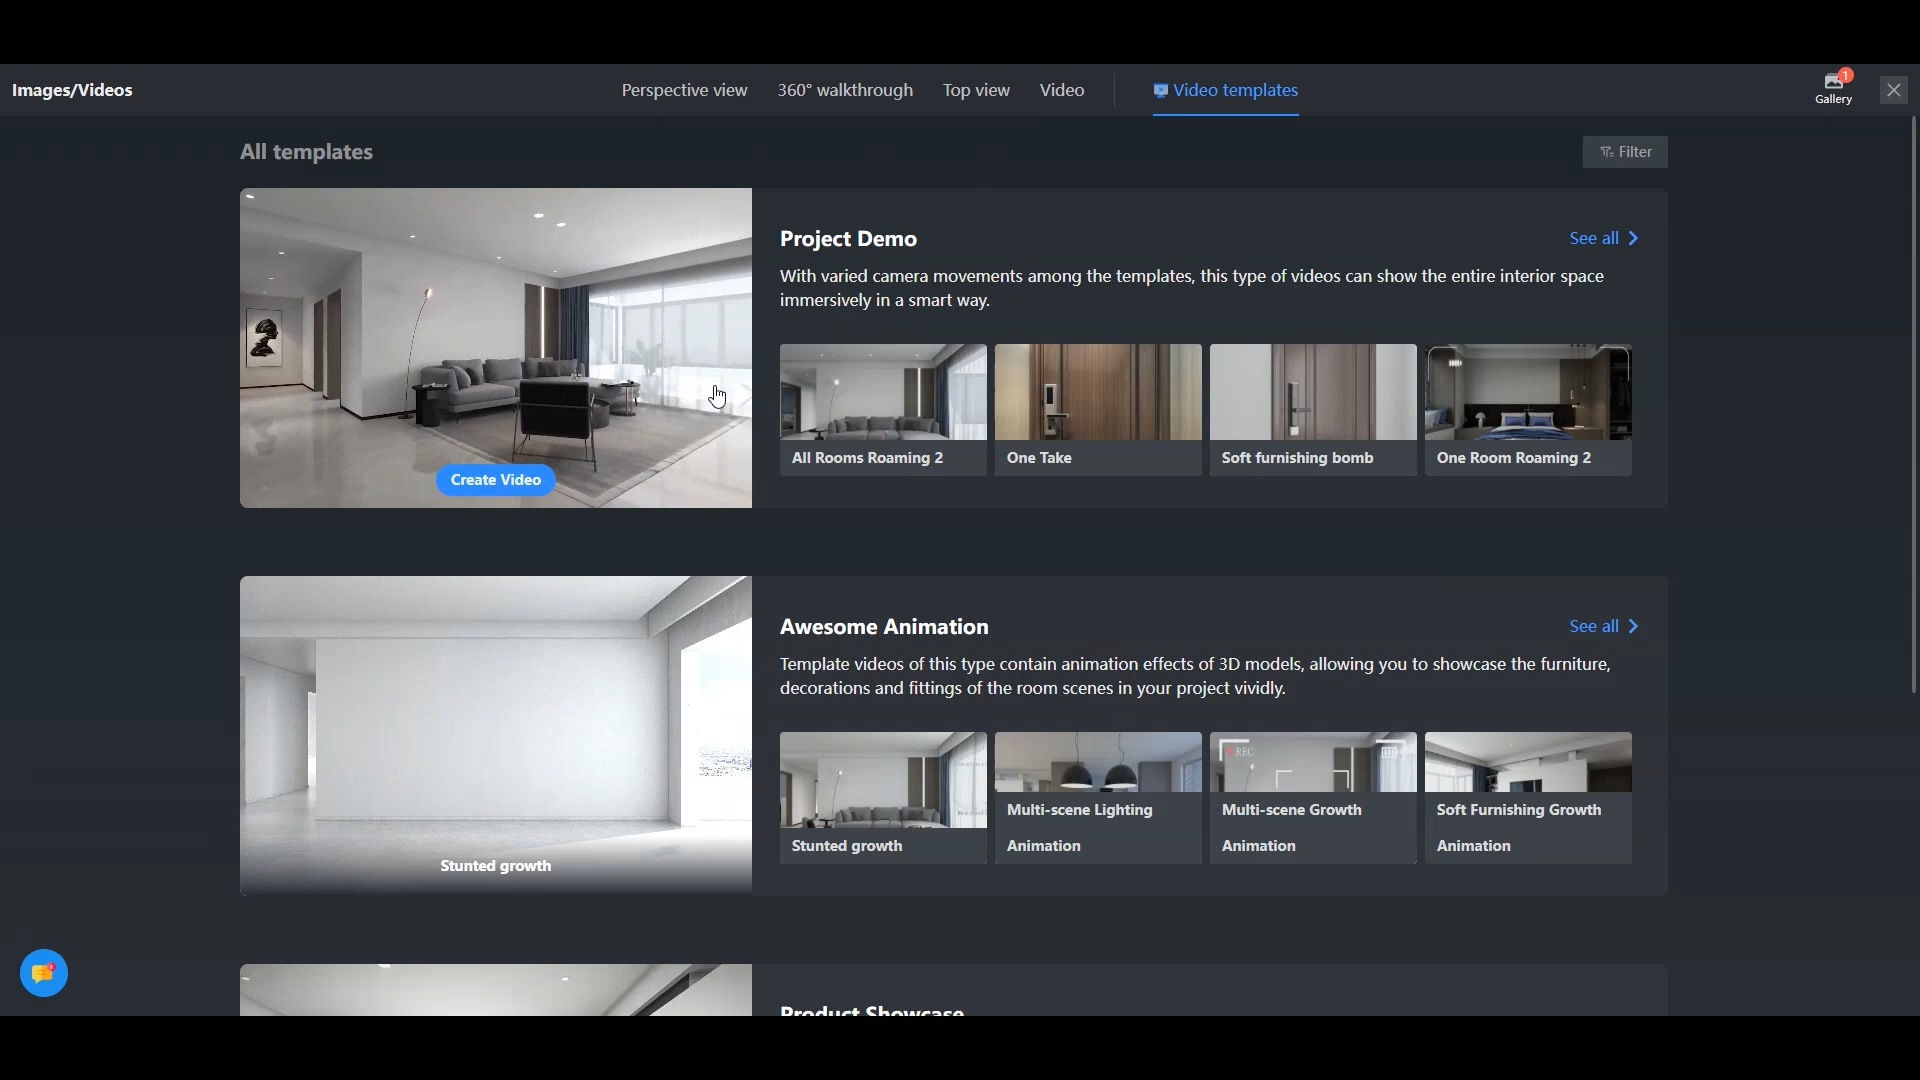 Images/Videos
Perspective view
360° walkthrough
Top view
Video
Video templates
1
Gallery
All templates
Filter
Project Demo
See all
With varied camera movements among the templates, this type of videos can show the entire interior space
immersively in a smart way.
All Rooms Roaming 2
One Take
Soft furnishing bomb
One Room Roaming 2
Create Video
Awesome Animation
See all
Template videos of this type contain animation effects of 3D models, allowing you to showcase the furniture,
decorations and fittings of the room scenes in your project vividly.
REC
Stunted growth
Multi-scene Lighting
Animation
Multi-scene Growth
Animation
Soft Furnishing Growth
Animation
Stunted growth
Product Showcase